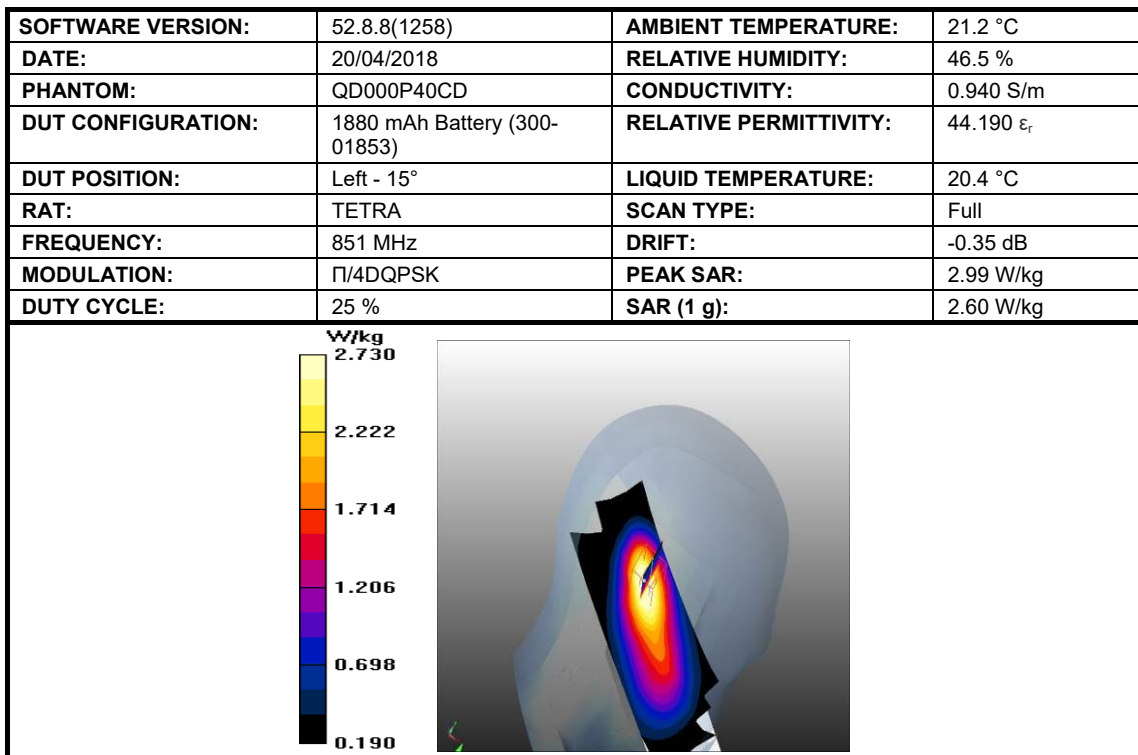 SOFTWARE VERSION: 52.8.8(1258) AMBIENT TEMPERATURE: 21.2 °C
DATE: 20/04/2018 RELATIVE HUMIDITY: 46.5 %
PHANTOM: QD000P40CD CONDUCTIVITY: 0.940 S/m
DUT CONFIGURATION: 1880 mAh Battery (300-
01853) RELATIVE PERMITTIVITY: 44.190 εr
DUT POSITION: Left - 15° LIQUID TEMPERATURE: 20.4 °C
RAT: TETRA SCAN TYPE: Full
FREQUENCY: 851 MHz DRIFT: -0.35 dB
MODULATION: Π/4DQPSK PEAK SAR: 2.99 W/kg
DUTY CYCLE: 25 % SAR (1 g): 2.60 W/kg
W/kg
2.730
2.222
1.714
1.206
0.698
0.190